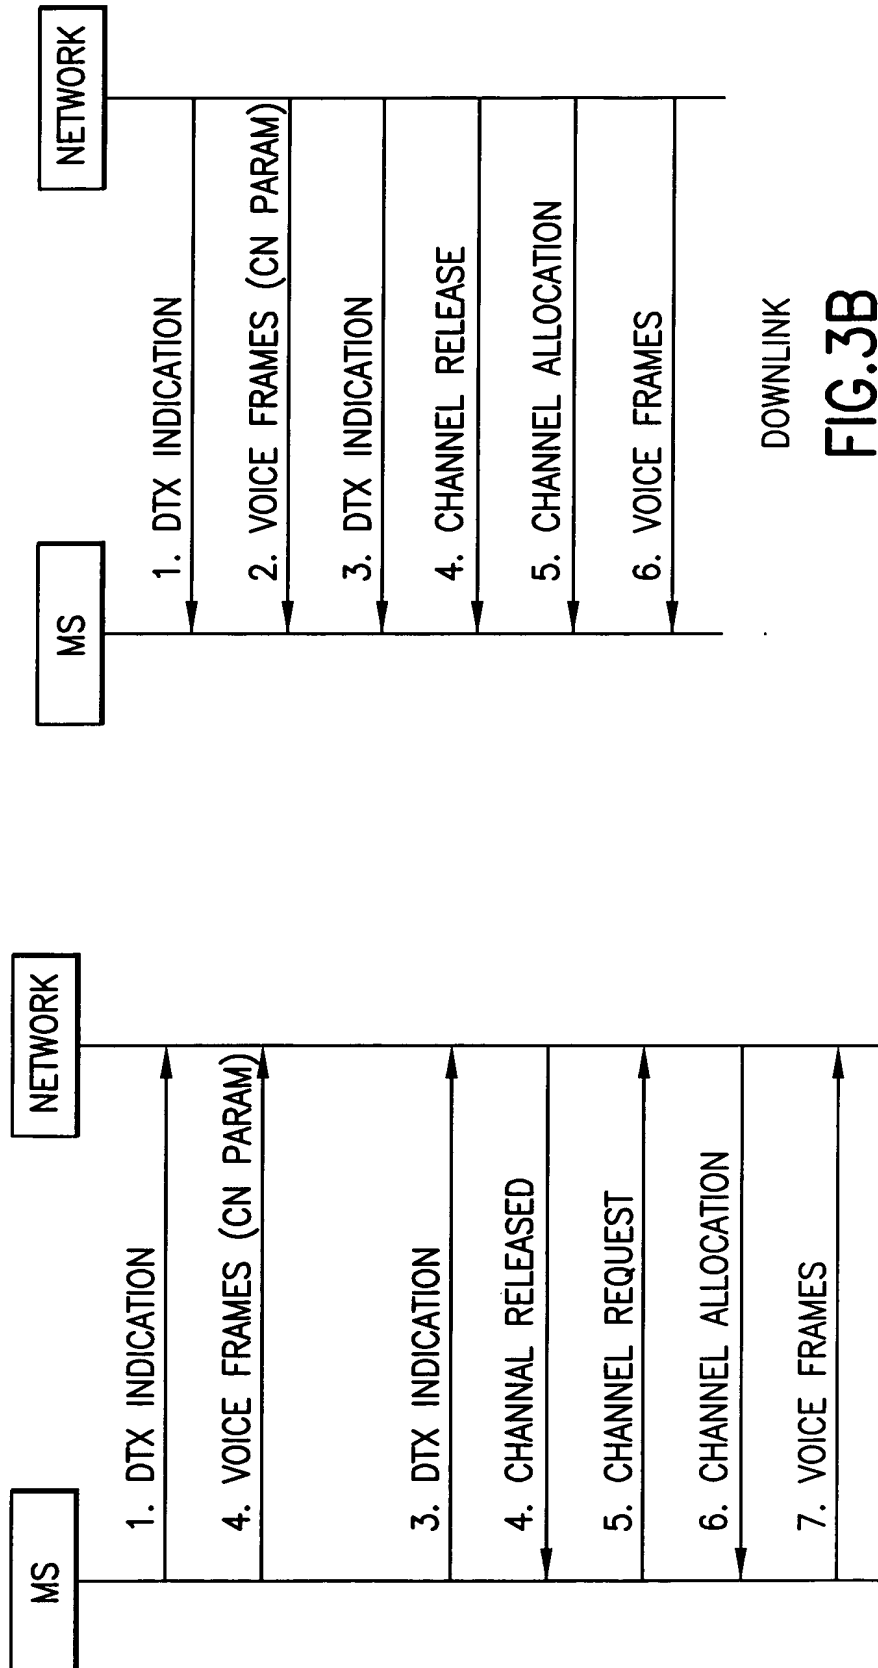 MS
NETWORK
1. DTX INDICATION
4. VOICE FRAMES (CN PARAM)
3. DTX INDICATION
4. CHANNAL RELEASED
5. CHANNEL REQUEST
6. CHANNEL ALLOCATION
7. VOICE FRAMES
MS
NETWORK
1. DTX INDICATION
2. VOICE FRAMES (CN PARAM)
3. DTX INDICATION
4. CHANNEL RELEASE
5. CHANNEL ALLOCATION
6. VOICE FRAMES
DOWNLINK
FIG.3B